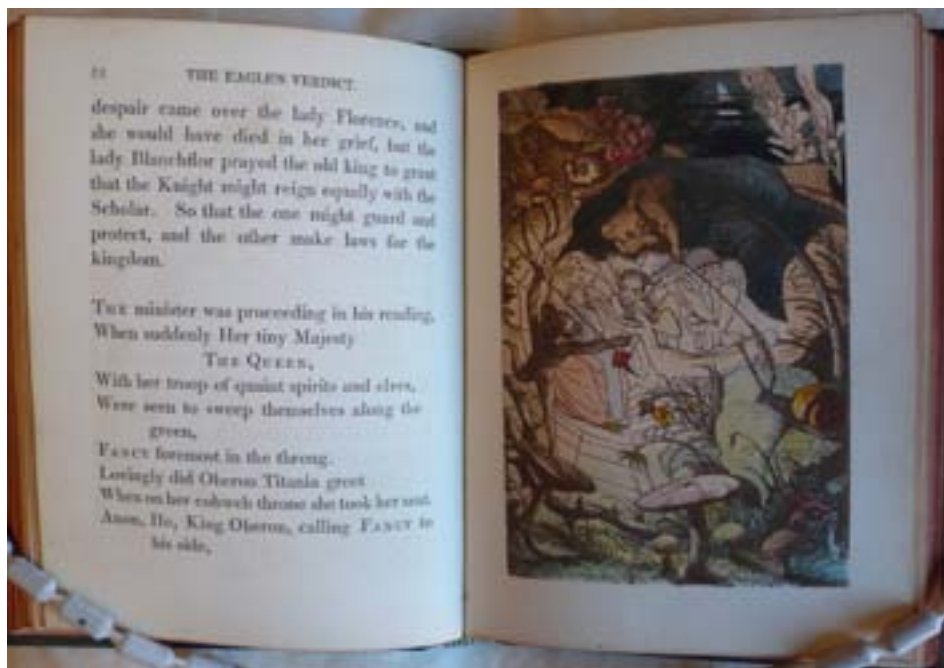 THE EAGLE'S VERDICT.
despair came over the lady Florence, and
she would have died in her grief, but the
lady Blanchflor prayed the old king to grant
that the Knight might reign equally with the
Scholar. So that the one might guard and
protect, and the other make laws for the
kingdom.
THE minister was proceeding in his reading,
When suddenly Her tiny Majesty
THE QUEEN,
With her troop of quaint spirits and elves,
Were seen to sweep themselves along the
green,
FANCY foremost in the throng.
Lovingly did Oberon Titania greet
When on her cobweb throne she took her seat.
Anon, Ho, King Oberon, calling FANCY to
his side,